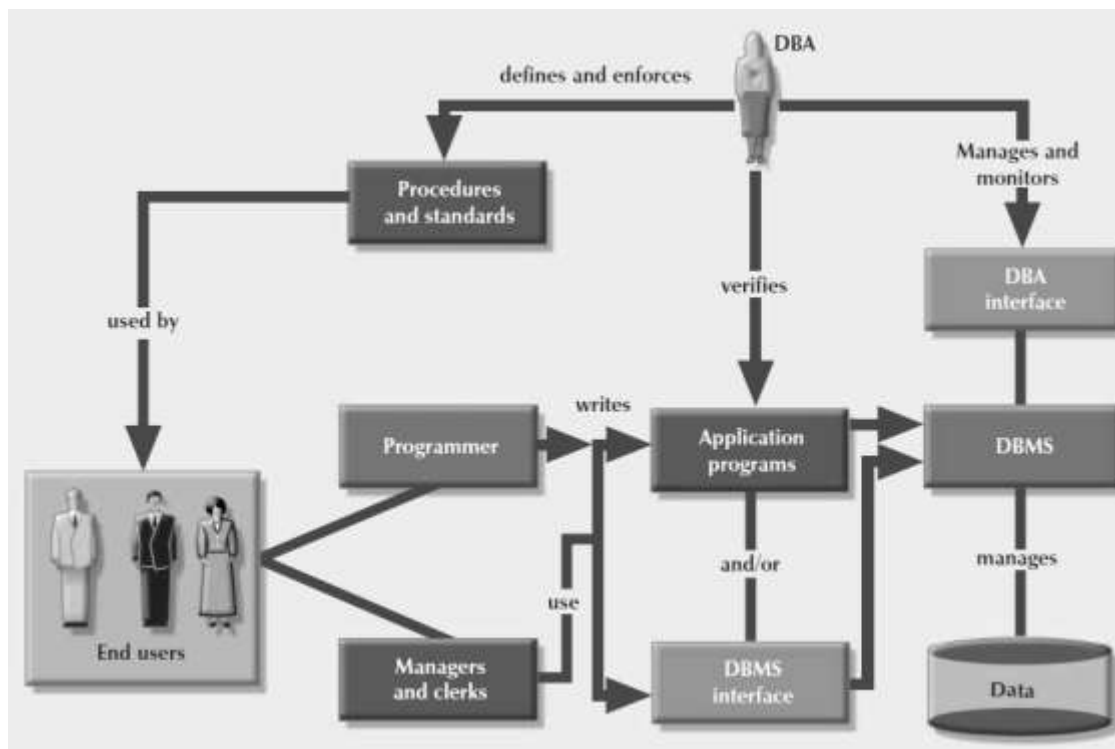 DBA
defines and enforces
Manages and
monitors
Procedures
and standards
DBA
interface
verifies
used by
writes
Programmer
Application
programs
DBMS
and/or
manages
use
End users
Managers
and clerks
DBMS
interface
Data